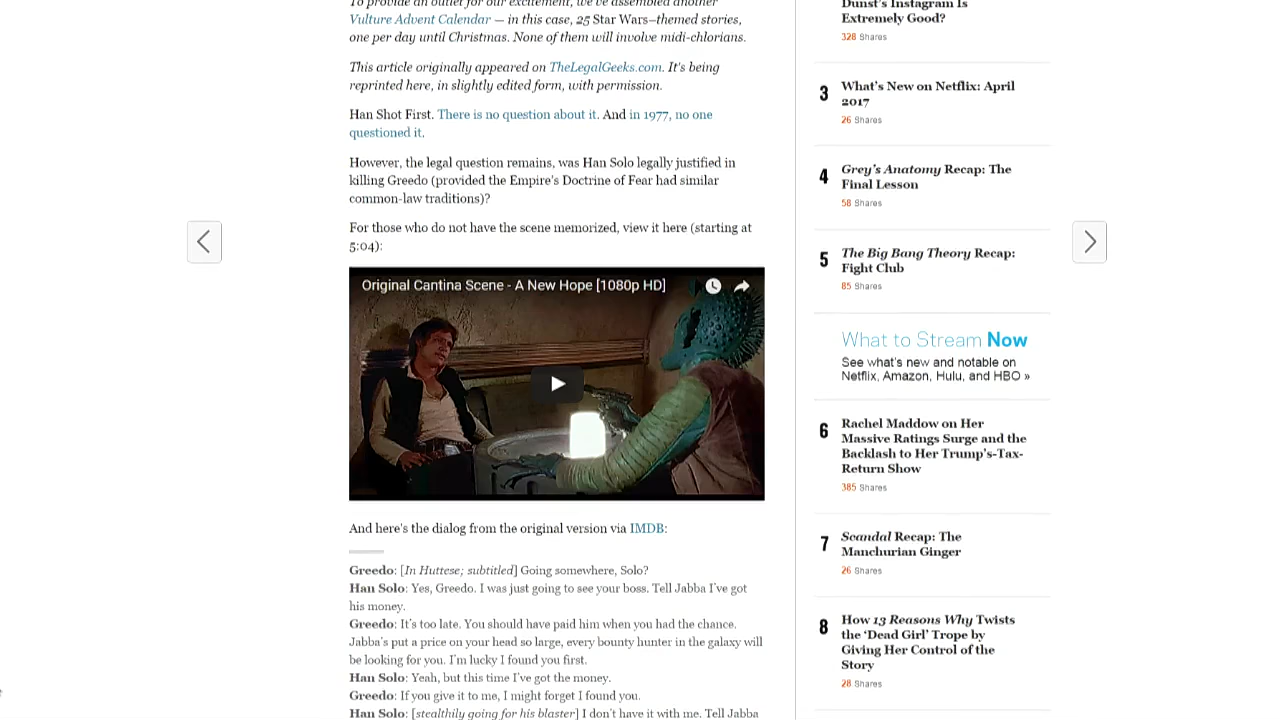 To provide an outlet for our excitement, we've assembled another
Vulture Advent Calendar — in this case, 25 Star Wars–themed stories,
one per day until Christmas. None of them will involve midi-chlorians.
This article originally appeared on TheLegalGeeks.com. It's being
reprinted here, in slightly edited form, with permission.
Han Shot First. There is no question about it. And in 1977, no one
questioned it.
However, the legal question remains, was Han Solo legally justified in
killing Greedo (provided the Empire's Doctrine of Fear had similar
common-law traditions)?
For those who do not have the scene memorized, view it here (starting at
5:04):
Original Cantina Scene - A New Hope [1080p HD]
And here's the dialog from the original version via IMDB:
Greedo: [In Huttese; subtitled] Going somewhere, Solo?
Han Solo: Yes, Greedo. I was just going to see your boss. Tell Jabba I've got
his money.
Greedo: It's too late. You should have paid him when you had the chance.
Jabba's put a price on your head so large, every bounty hunter in the galaxy will
be looking for you. I'm lucky I found you first.
Han Solo: Yeah, but this time I've got the money.
Greedo: If you give it to me, I might forget I found you.
Han Solo: [stealthily going for his blaster] I don't have it with me. Tell Jabba
Dunst's Instagram Is
Extremely Good?
328 Shares
3
What's New on Netflix: April
2017
26 Shares
4
Grey's Anatomy Recap: The
Final Lesson
58 Shares
5
The Big Bang Theory Recap:
Fight Club
85 Shares
What to Stream Now
See what's new and notable on
Netflix, Amazon, Hulu, and HBO »
6
Rachel Maddow on Her
Massive Ratings Surge and the
Backlash to Her Trump's-Tax-
Return Show
385 Shares
7
Scandal Recap: The
Manchurian Ginger
26 Shares
8
How 13 Reasons Why Twists
the 'Dead Girl' Trope by
Giving Her Control of the
Story
28 Shares